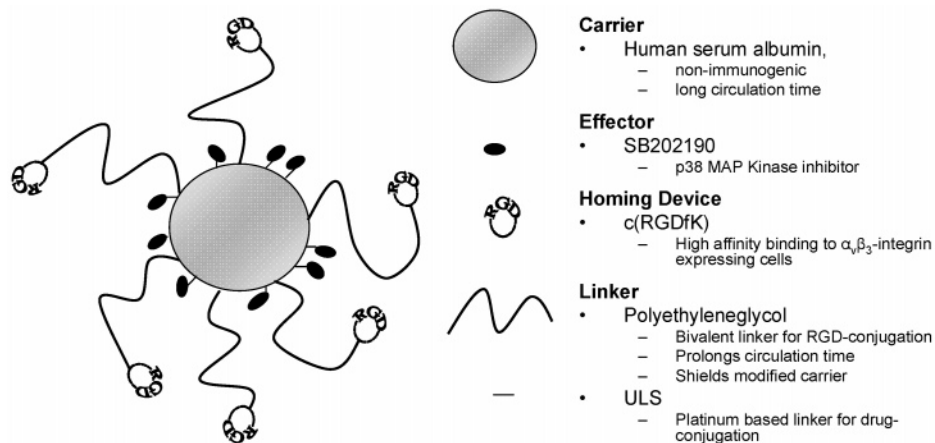 RGD
RGD
RGD
RGD
RGD
RGD
Carrier
• Human serum albumin,
– non-immunogenic
– long circulation time
Effector
• SB202190
– p38 MAP Kinase inhibitor
RGD
Homing Device
• c(RGDfK)
– High affinity binding to αvβ3-integrin
expressing cells
Linker
• Polyethyleneglycol
– Bivalent linker for RGD-conjugation
– Prolongs circulation time
– Shields modified carrier
• ULS
– Platinum based linker for drug-
conjugation